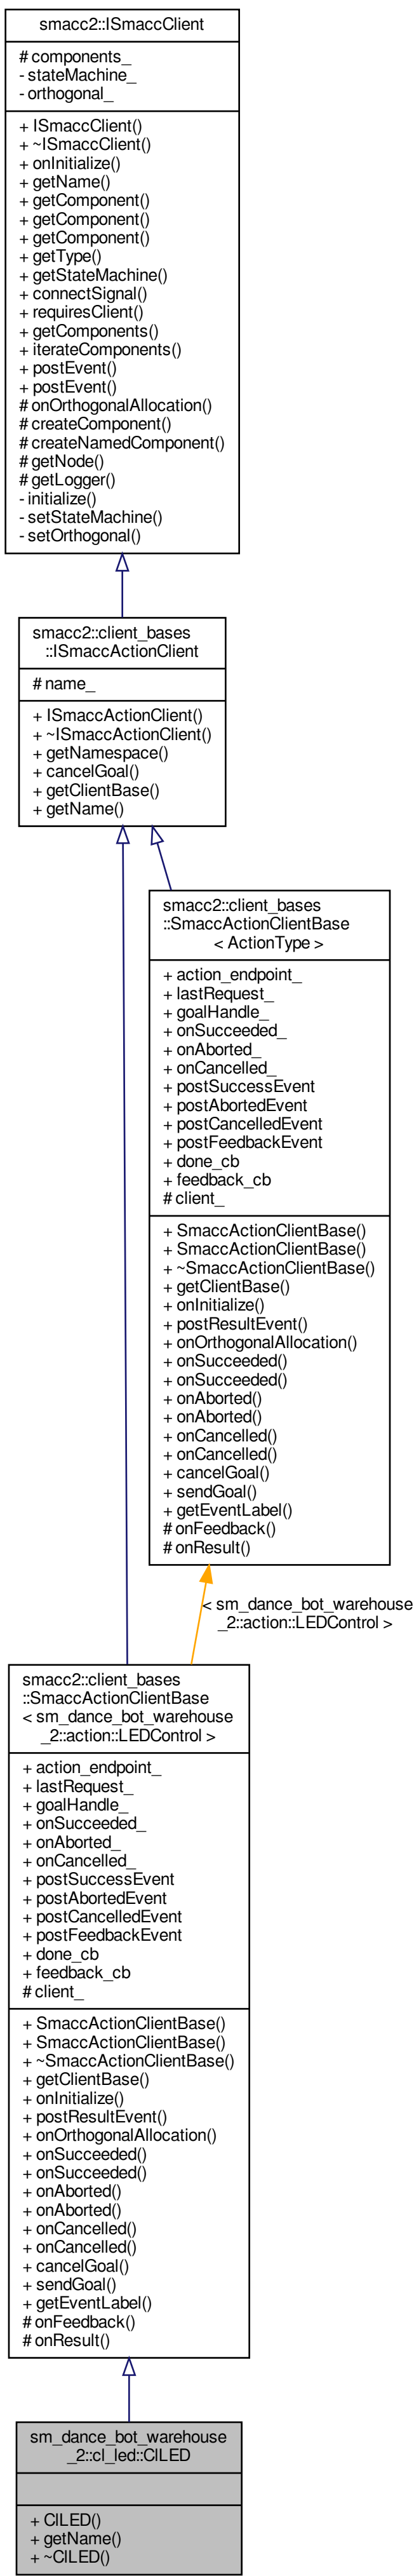 smacc2::ISmaccClient
# components_
- stateMachine_
- orthogonal_
+ ISmaccClient()
+ ~ISmaccClient()
+ onInitialize()
+ getName()
+ getComponent()
+ getComponent()
+ getComponent()
+ getType()
+ getStateMachine()
+ connectSignal()
+ requiresClient()
+ getComponents()
+ iterateComponents()
+ postEvent()
+ postEvent()
# onOrthogonalAllocation()
# createComponent()
# createNamedComponent()
# getNode()
# getLogger()
- initialize()
- setStateMachine()
- setOrthogonal()
smacc2::client_bases
::ISmaccActionClient
# name_
+ ISmaccActionClient()
+ ~ISmaccActionClient()
+ getNamespace()
+ cancelGoal()
+ getClientBase()
+ getName()
smacc2::client_bases
::SmaccActionClientBase
< ActionType >
+ action_endpoint_
+ lastRequest_
+ goalHandle_
+ onSucceeded_
+ onAborted_
+ onCancelled_
+ postSuccessEvent
+ postAbortedEvent
+ postCancelledEvent
+ postFeedbackEvent
+ done_cb
+ feedback_cb
# client_
+ SmaccActionClientBase()
+ SmaccActionClientBase()
+ ~SmaccActionClientBase()
+ getClientBase()
+ onInitialize()
+ postResultEvent()
+ onOrthogonalAllocation()
+ onSucceeded()
+ onSucceeded()
+ onAborted()
+ onAborted()
+ onCancelled()
+ onCancelled()
+ cancelGoal()
+ sendGoal()
+ getEventLabel()
# onFeedback()
# onResult()
< sm_dance_bot_warehouse
_2::action::LEDControl >
smacc2::client_bases
::SmaccActionClientBase
< sm_dance_bot_warehouse
_2::action::LEDControl >
+ action_endpoint_
+ lastRequest_
+ goalHandle_
+ onSucceeded_
+ onAborted_
+ onCancelled_
+ postSuccessEvent
+ postAbortedEvent
+ postCancelledEvent
+ postFeedbackEvent
+ done_cb
+ feedback_cb
# client_
+ SmaccActionClientBase()
+ SmaccActionClientBase()
+ ~SmaccActionClientBase()
+ getClientBase()
+ onInitialize()
+ postResultEvent()
+ onOrthogonalAllocation()
+ onSucceeded()
+ onSucceeded()
+ onAborted()
+ onAborted()
+ onCancelled()
+ onCancelled()
+ cancelGoal()
+ sendGoal()
+ getEventLabel()
# onFeedback()
# onResult()
sm_dance_bot_warehouse
_2::cl_led::ClLED
+ ClLED()
+ getName()
+ ~ClLED()